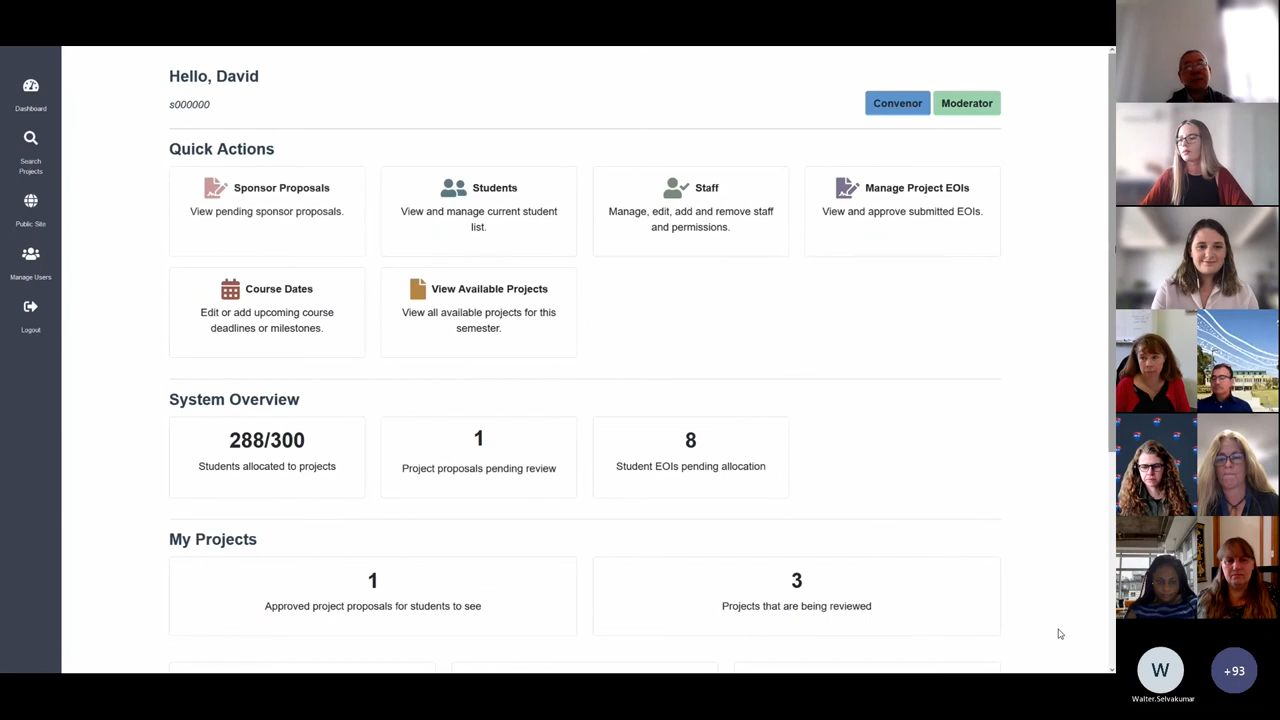 Hello, David
s000000
Convenor
Moderator
Dashboard
Search
Projects
Public Site
Manage Users
Logout
Quick Actions
Sponsor Proposals
View pending sponsor proposals.
Students
View and manage current student
list.
Staff
Manage, edit, add and remove staff
and permissions.
Manage Project EOIs
View and approve submitted EOIs.
Course Dates
Edit or add upcoming course
deadlines or milestones.
View Available Projects
View all available projects for this
semester.
System Overview
288/300
Students allocated to projects
1
Project proposals pending review
8
Student EOIs pending allocation
My Projects
1
Approved project proposals for students to see
3
Projects that are being reviewed
W
Walter.Selvakumar
+93